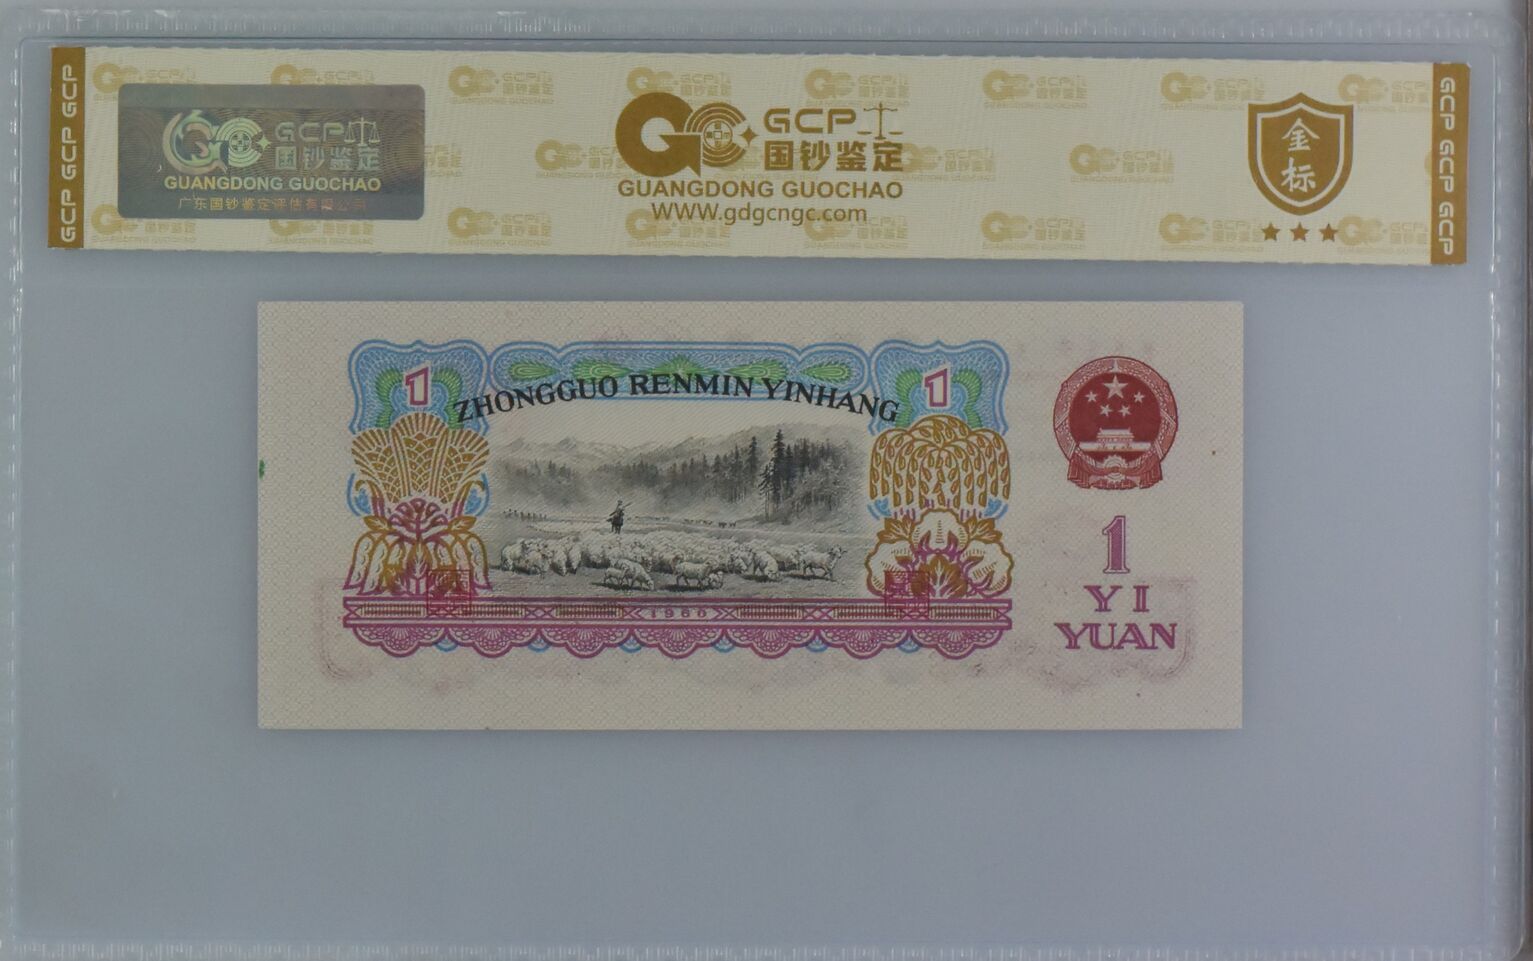 GCP GCP GCP
GCP 国钞鉴定
GUANGDONG GUOCHAO
广东国钞鉴定评估有限公司
GCP
国钞鉴定
GUANGDONG GUOCHAO
WWW.gdgcngc.com
金标
GCP GCP GCP
1
1
ZHONGGUO RENMIN YINHANG
1960
1
YI
YUAN